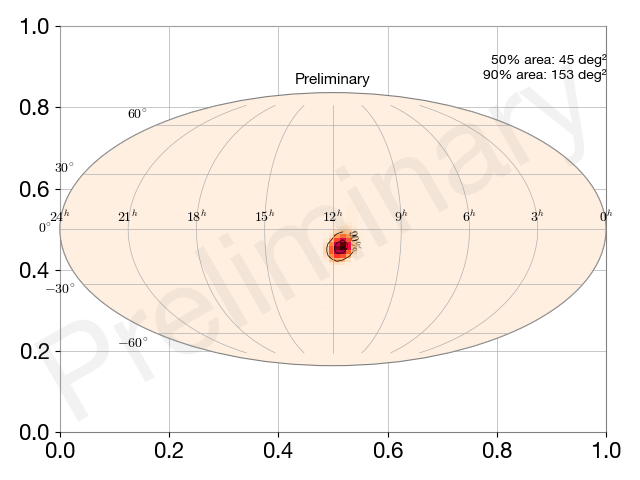 1.0
50% area: 45 deg²
90% area: 153 deg²
Preliminary
0.8
60°
30°
0.6
24h 21h 18h 15h 12h 9h 6h 3h 0h
0°
0.4
−30°
−60°
0.2
0.0
0.0 0.2 0.4 0.6 0.8 1.0
Preliminary